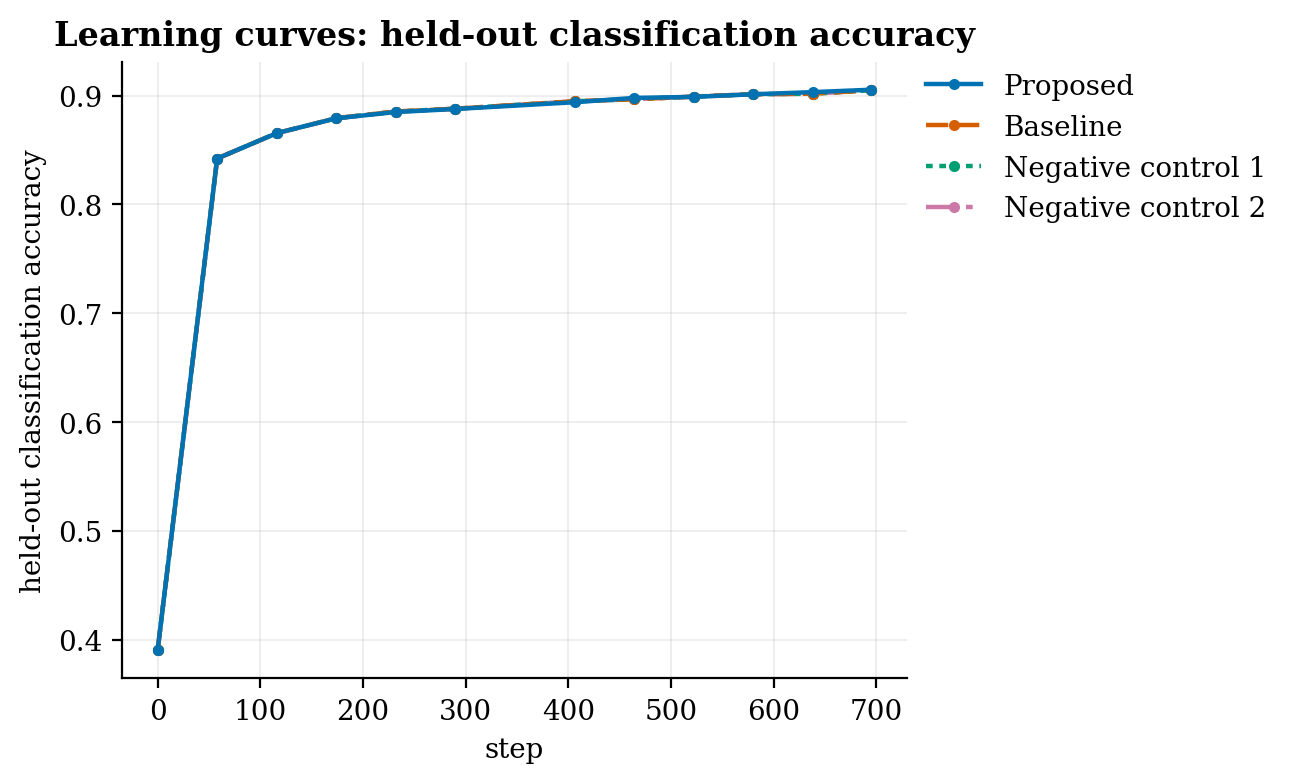 Learning curves: held-out classification accuracy
Proposed
Baseline
Negative control 1
Negative control 2
held-out classification accuracy
0.9
0.8
0.7
0.6
0.5
0.4
0 100 200 300 400 500 600 700
step